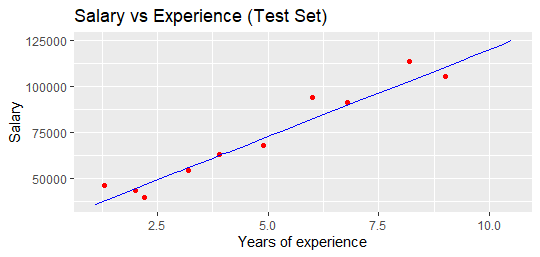 Salary vs Experience (Test Set)
125000
100000
75000
50000
Salary
2.5 5.0 7.5 10.0
Years of experience